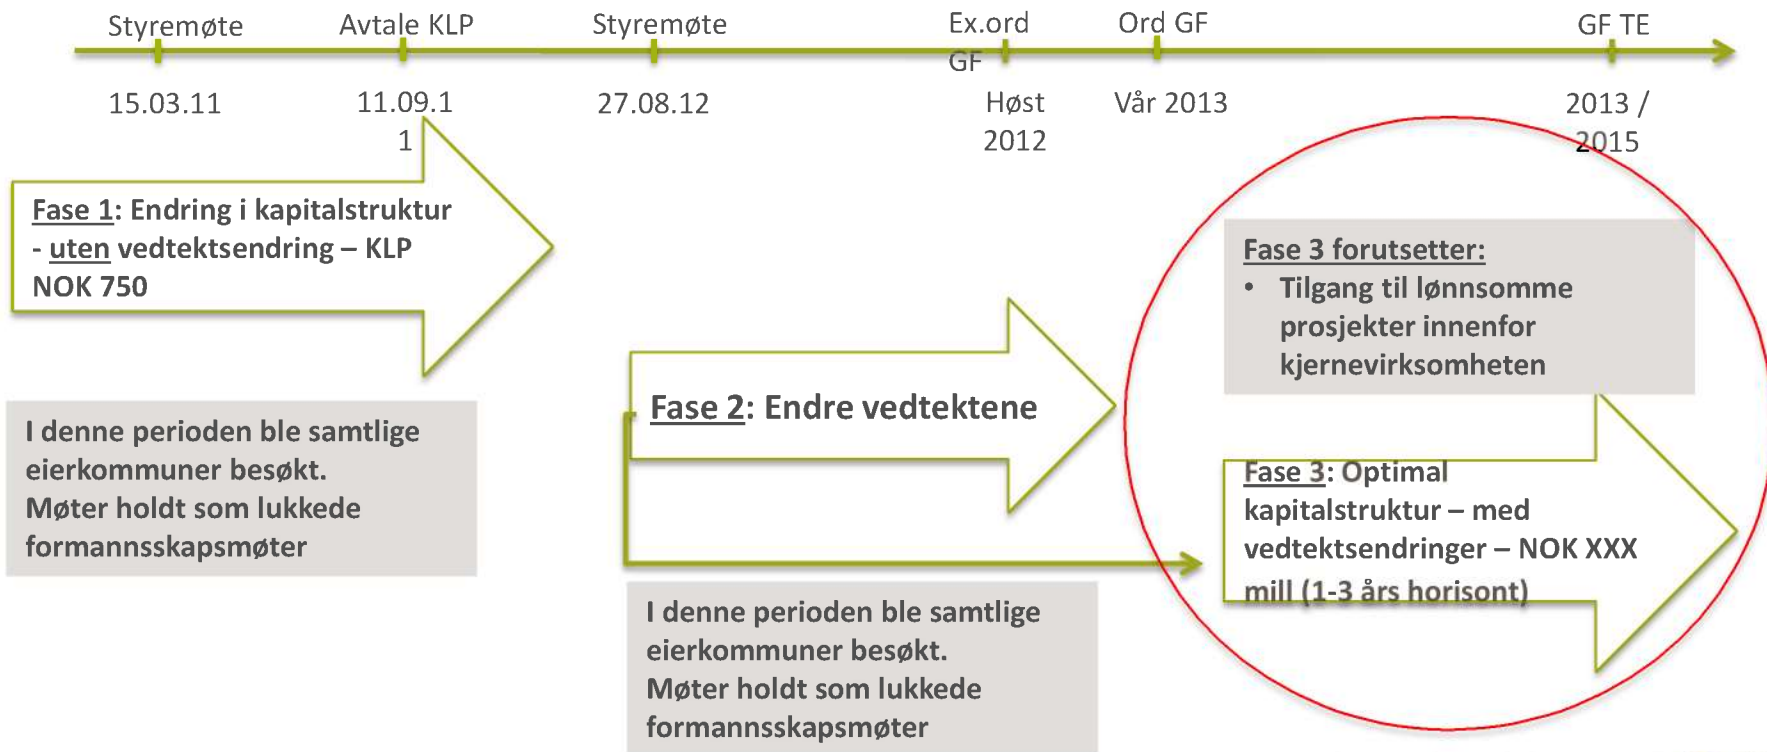 Styremøte
Avtale KLP
Styremøte
Ex.ord
GF
Ord GF
GF TE
15.03.11
11.09.1
1
27.08.12
Høst
2012
Vår 2013
2013 /
2015
Fase 1: Endring i kapitalstruktur
- uten vedtektsendring – KLP
NOK 750
I denne perioden ble samtlige
eierkommuner besøkt.
Møter holdt som lukkede
formannsskapsmøter
Fase 2: Endre vedtektene
I denne perioden ble samtlige
eierkommuner besøkt.
Møter holdt som lukkede
formannsskapsmøter
Fase 3 forutsetter:
• Tilgang til lønnsomme
prosjekter innenfor
kjernevirksomheten
Fase 3: Optimal
kapitalstruktur – med
vedtektsendringer – NOK XXX
mill (1-3 års horisont)